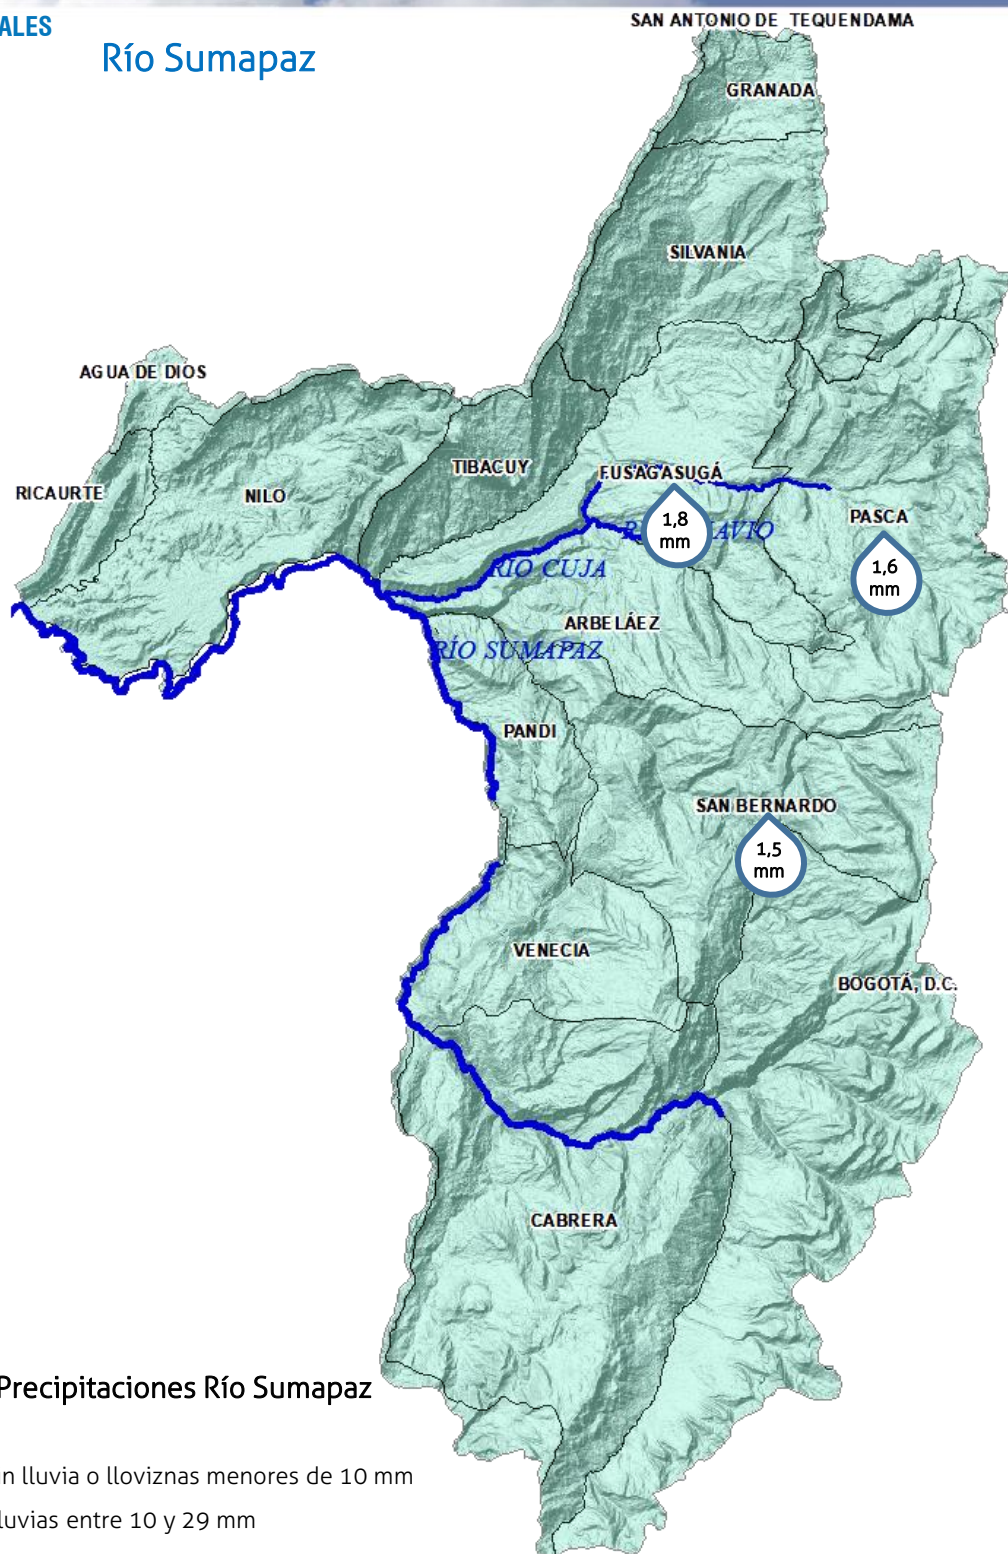 ALES
Río Sumapaz
SAN ANTONIO DE TEQUENDAMA
GRANADA
SILVANIA
AGUA DE DIOS
TIBACUY
FUSAGASUGÁ
RICAURTE
NILO
PASCA
1,8
mm
AVIO
1,6
mm
RÍO CUJA
ARBELÁEZ
RÍO SUMAPAZ
PANDI
SAN BERNARDO
1,5
mm
VENECIA
BOGOTÁ, D.C.
CABRERA
Precipitaciones Río Sumapaz
n lluvia o lloviznas menores de 10 mm
luvias entre 10 y 29 mm